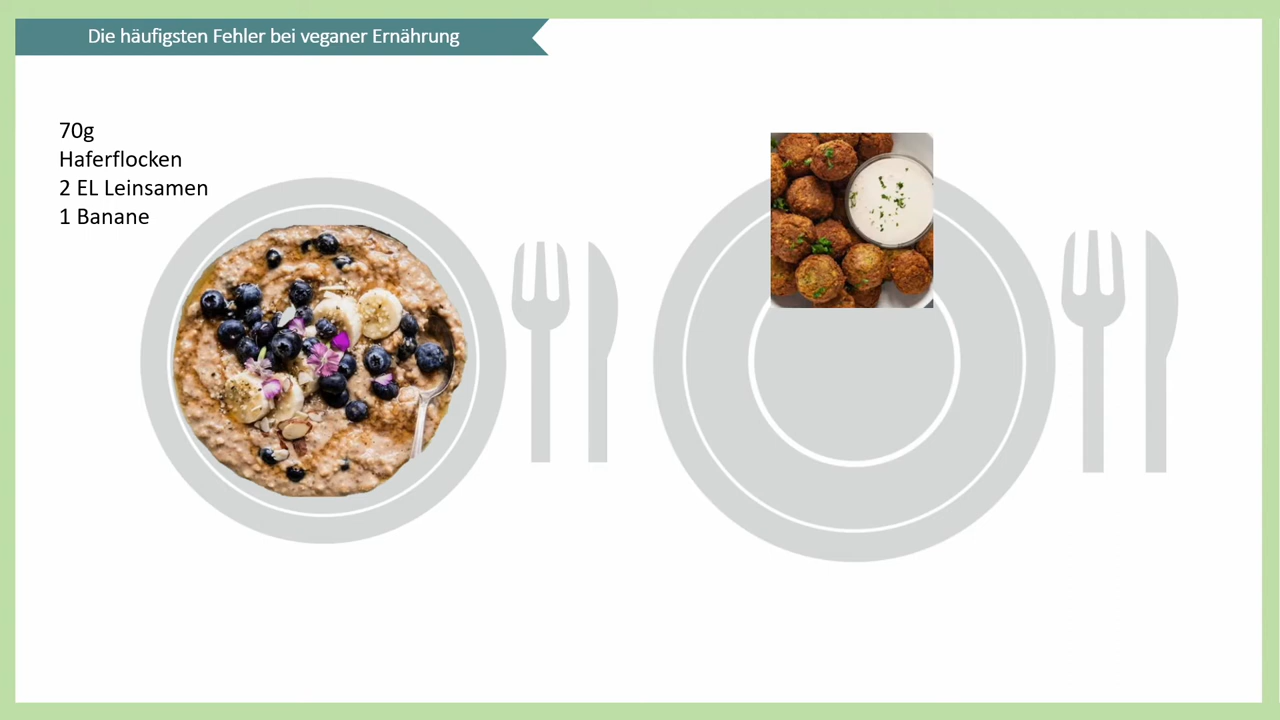 Die häufigsten Fehler bei veganer Ernährung
70g
Haferflocken
2 EL Leinsamen
1 Banane